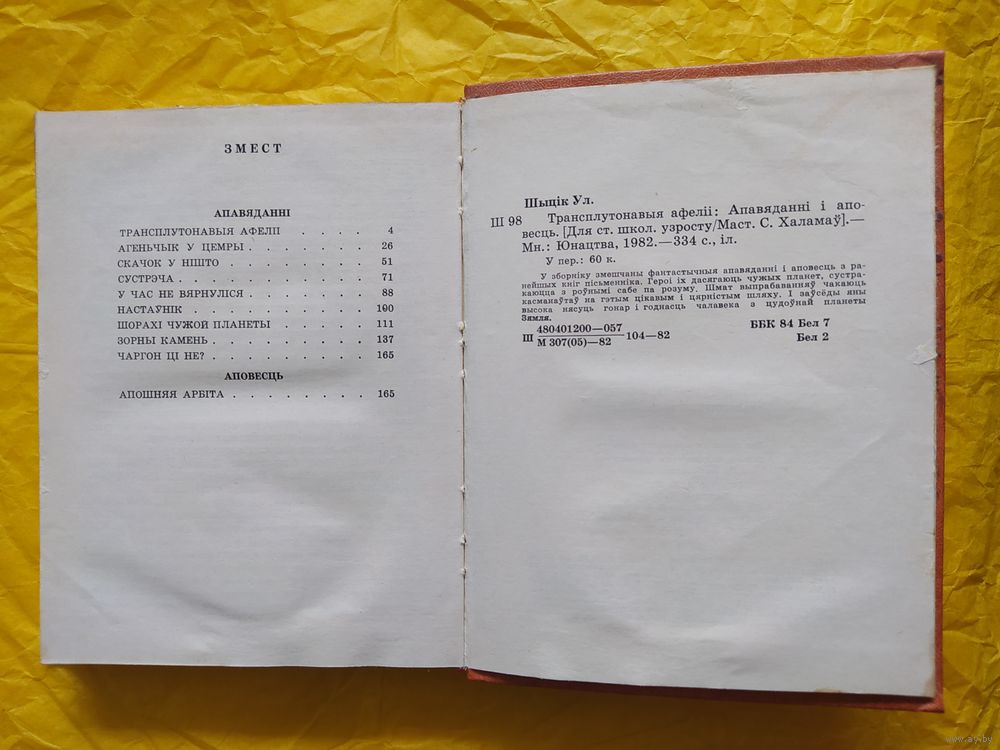 ЗМЕСТ
АПАВЯДАННІ
ТРАНСПЛУТОНАВЫЯ АФЕЛІІ . . . . 4
АГЕНЬЧЫК У ЦЕМРЫ . . . . . . . 26
СКАЧОК У НІШТО . . . . . . . . 51
СУСТРЭЧА . . . . . . . . . . 71
У ЧАС НЕ ВЯРНУЛІСЯ . . . . . . . 88
НАСТАЎНІК . . . . . . . . . . 100
ШОРАХІ ЧУЖОЙ ПЛАНЕТЫ . . . . . 111
ЗОРНЫ КАМЕНЬ . . . . . . . . 137
ЧАРГОН ЦІ НЕ? . . . . . . . . 165
АПОВЕСЦЬ
АПОШНЯЯ АРБІТА . . . . . . . . 165
Шыцік Ул.
Ш 98 Трансплутонавыя афеліі: Апавяданні і апо-
весць. [Для ст. школ. узросту/Маст. С. Халамаў].—
Мн.: Юнацтва, 1982.—334 с., іл.
У пер.: 60 к.
У зборніку змешчаны фантастычныя апавяданні і аповесць з ра-
нейшых кніг пісьменніка. Героі іх дасягаюць чужых планет, сустра-
каюцца з роўнымі сабе па розуму. Шмат выпрабаванняў чакаюць
касманаўтаў на гэтым цікавым і цярністым шляху. І заўсёды яны
высока нясуць гонар і годнасць чалавека з цудоўнай планеты
Зямля.
480401200—057
Ш 104—82
М 307(05)—82
ББК 84 Бел 7
Бел 2
www.ay.by